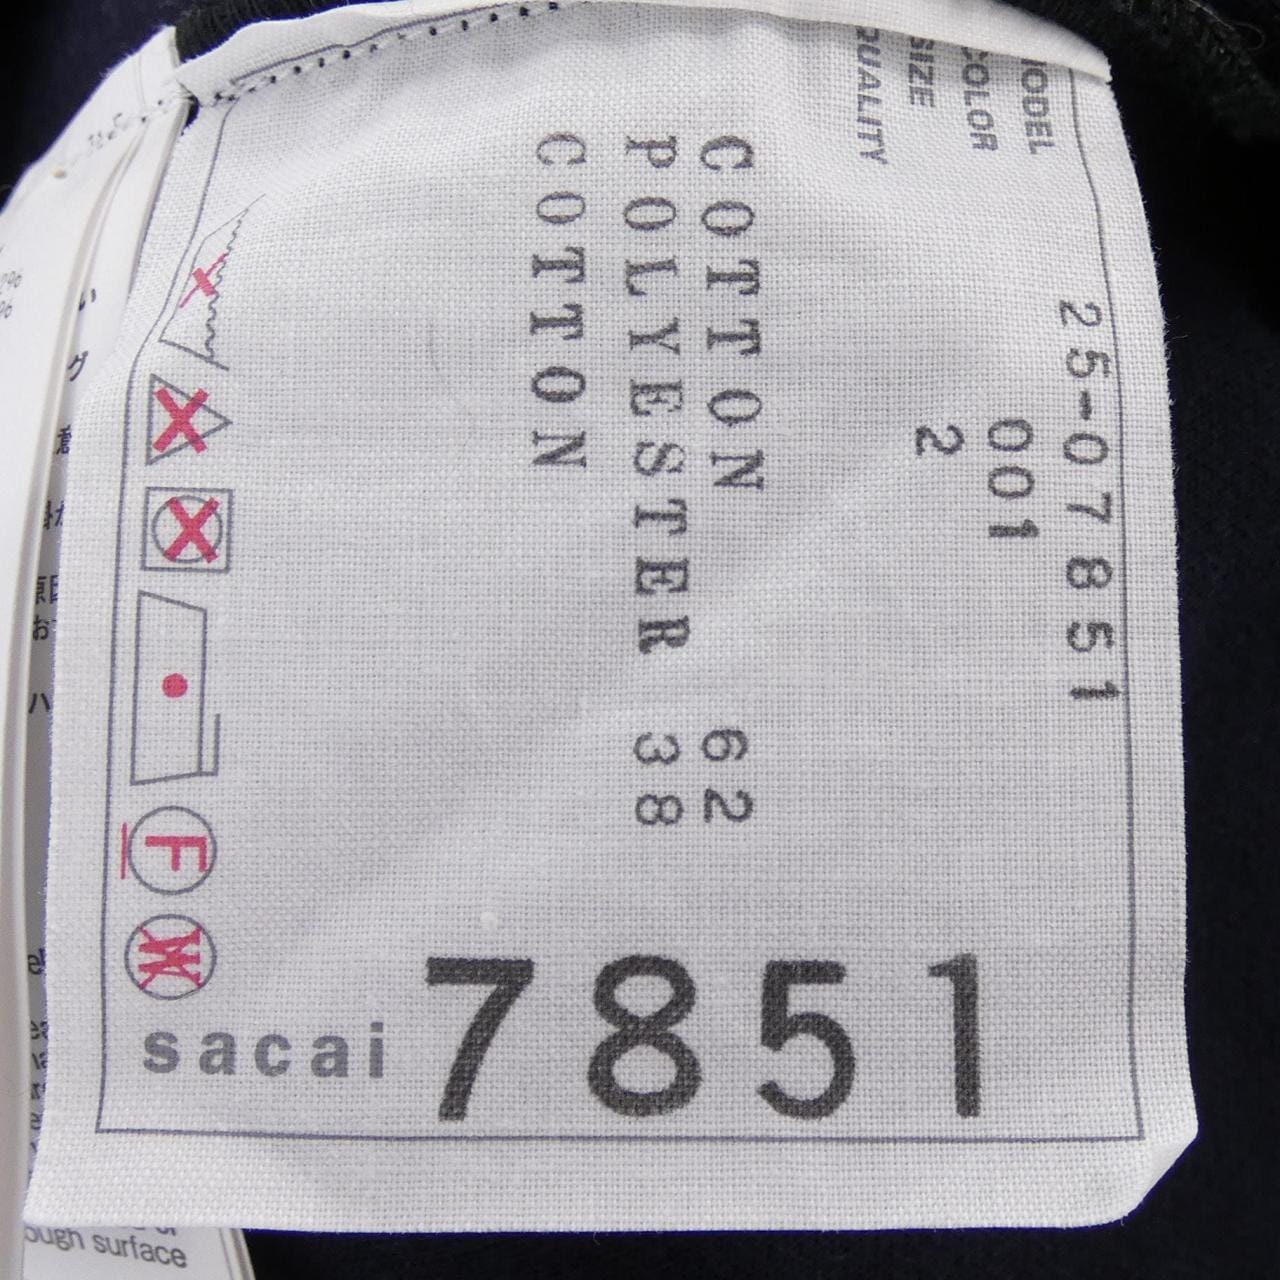 MODEL 25-07851
COLOR 001
SIZE 2
QUALITY
COTTON 62
POLYESTER 38
COTTON
F
W
sacai
7851
ough surface